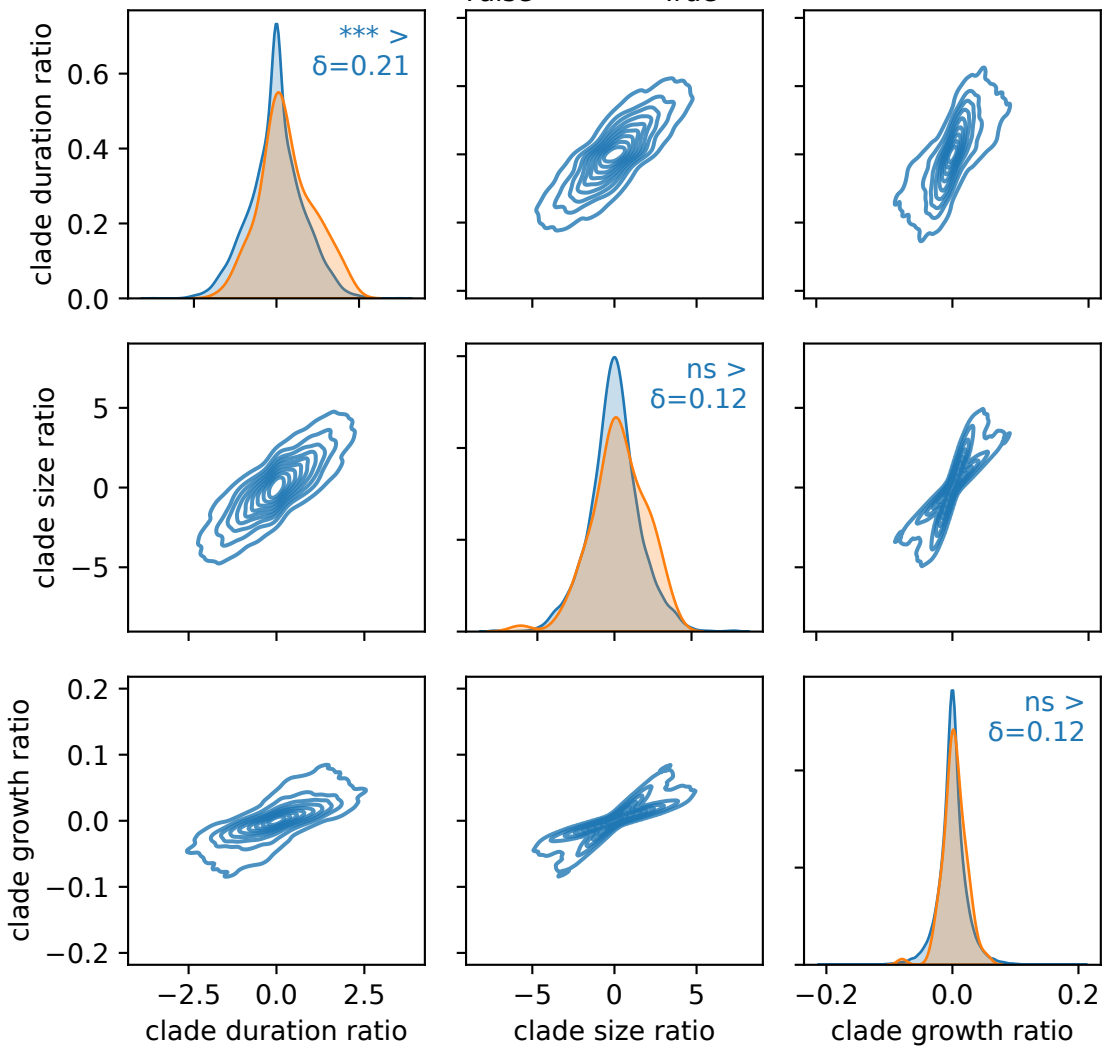 clade duration ratio
0.6
0.4
0.2
0.0
*** >
δ=0.21
clade size ratio
5
0
−5
ns >
δ=0.12
clade growth ratio
0.2
0.1
0.0
−0.1
−0.2
ns >
δ=0.12
−2.5
0.0
2.5
−5
0
5
−0.2
0.0
0.2
clade duration ratio
clade size ratio
clade growth ratio